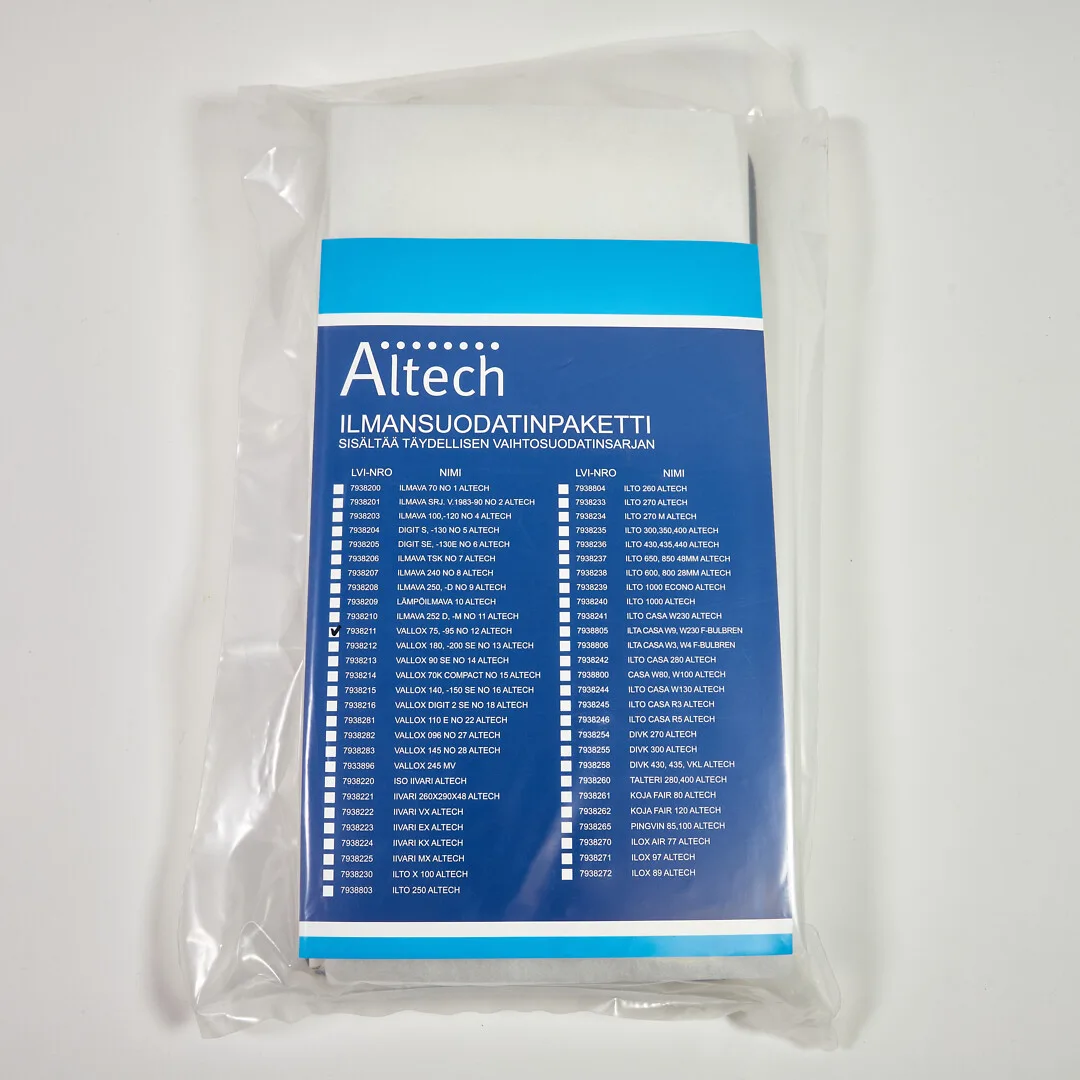 Altech
ILMANSUODATINPAKETTI
SISÄLTÄÄ TÄYDELLISEN VAIHTOSUODATINSARJAN
LVI-NRO NIMI
7938200 ILMAVA 70 NO 1 ALTECH
7938201 ILMAVA SRJ. V.1983-90 NO 2 ALTECH
7938203 ILMAVA 100,-120 NO 4 ALTECH
7938204 DIGIT S, -130 NO 5 ALTECH
7938205 DIGIT SE, -130E NO 6 ALTECH
7938206 ILMAVA TSK NO 7 ALTECH
7938207 ILMAVA 240 NO 8 ALTECH
7938208 ILMAVA 250, -D NO 9 ALTECH
7938209 LÄMPÖILMAVA 10 ALTECH
7938210 ILMAVA 252 D, -M NO 11 ALTECH
7938211 VALLOX 75, -95 NO 12 ALTECH
7938212 VALLOX 180, -200 SE NO 13 ALTECH
7938213 VALLOX 90 SE NO 14 ALTECH
7938214 VALLOX 70K COMPACT NO 15 ALTECH
7938215 VALLOX 140, -150 SE NO 16 ALTECH
7938216 VALLOX DIGIT 2 SE NO 18 ALTECH
7938281 VALLOX 110 E NO 22 ALTECH
7938282 VALLOX 096 NO 27 ALTECH
7938283 VALLOX 145 NO 28 ALTECH
7933896 VALLOX 245 MV
7938220 ISO IIVARI ALTECH
7938221 IIVARI 260X290X48 ALTECH
7938222 IIVARI VX ALTECH
7938223 IIVARI EX ALTECH
7938224 IIVARI KX ALTECH
7938225 IIVARI MX ALTECH
7938230 ILTO X 100 ALTECH
7938803 ILTO 250 ALTECH
LVI-NRO NIMI
7938804 ILTO 260 ALTECH
7938233 ILTO 270 ALTECH
7938234 ILTO 270 M ALTECH
7938235 ILTO 300,350,400 ALTECH
7938236 ILTO 430,435,440 ALTECH
7938237 ILTO 650, 850 48MM ALTECH
7938238 ILTO 600, 800 28MM ALTECH
7938239 ILTO 1000 ECONO ALTECH
7938240 ILTO 1000 ALTECH
7938241 ILTO CASA W230 ALTECH
7938805 ILTA CASA W9, W230 F-BULBREN
7938806 ILTA CASA W3, W4 F-BULBREN
7938242 ILTO CASA 280 ALTECH
7938800 CASA W80, W100 ALTECH
7938244 ILTO CASA W130 ALTECH
7938245 ILTO CASA R3 ALTECH
7938246 ILTO CASA R5 ALTECH
7938254 DIVK 270 ALTECH
7938255 DIVK 300 ALTECH
7938258 DIVK 430, 435, VKL ALTECH
7938260 TALTERI 280,400 ALTECH
7938261 KOJA FAIR 80 ALTECH
7938262 KOJA FAIR 120 ALTECH
7938265 PINGVIN 85,100 ALTECH
7938270 ILOX AIR 77 ALTECH
7938271 ILOX 97 ALTECH
7938272 ILOX 89 ALTECH